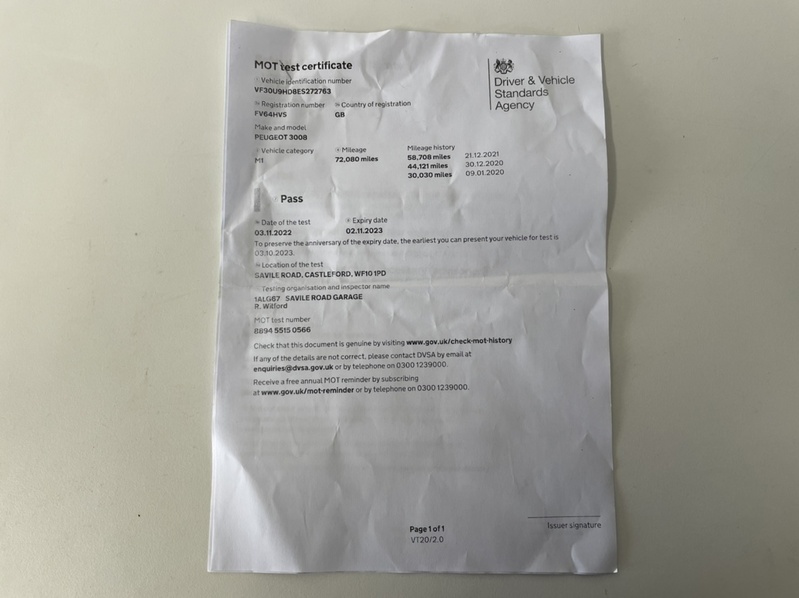 MOT test certificate
Driver & Vehicle
Standards
Agency
Vehicle identification number
VF30U9HD8ES272763
Registration number
Country of registration
FV64HVS
GB
Make and model
PEUGEOT 3008
Vehicle category
Mileage
Mileage history
M1
72,080 miles
58,708 miles 21.12.2021
44,121 miles 30.12.2020
30,030 miles 09.01.2020
Pass
Date of the test
Expiry date
03.11.2022
02.11.2023
To preserve the anniversary of the expiry date, the earliest you can present your vehicle for test is
03.10.2023.
Location of the test
SAVILE ROAD, CASTLEFORD, WF10 1PD
Testing organisation and inspector name
1ALG67 SAVILE ROAD GARAGE
R. Wilford
MOT test number
8894 5515 0566
Check that this document is genuine by visiting www.gov.uk/check-mot-history
If any of the details are not correct, please contact DVSA by email at
enquiries@dvsa.gov.uk or by telephone on 0300 1239000.
Receive a free annual MOT reminder by subscribing
at www.gov.uk/mot-reminder or by telephone on 0300 1239000.
Issuer signature
Page 1 of 1
VT20/2.0